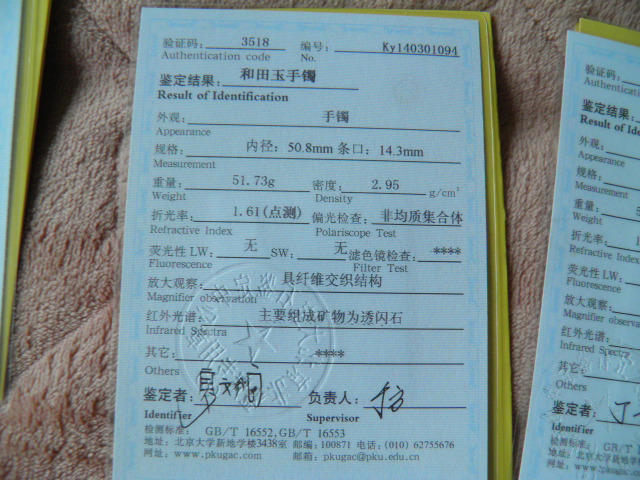 验证码: 3518 编号: Ky140301094
Authentication code No.
鉴定结果: 和田玉手镯
Result of Identification
外观: 手镯
Appearance
规格: 内径: 50.8mm 条口: 14.3mm
Measurement
重量: 51.73g 密度: 2.95 g/cm³
Weight Density
折光率: 1.61(点测) 偏光检查: 非均质集合体
Refractive Index Polariscope Test
荧光性 LW: 无 SW: 无 滤色镜检查: ****
Fluorescence Filter Test
放大观察: 具纤维交织结构
Magnifier observation
红外光谱: 主要组成矿物为透闪石
Infrared Spectra
其它: ****
Others
鉴定者: 负责人:
Identifier Supervisor
检测标准: GB/T 16552, GB/T 16553
地址: 北京大学新地学楼3438室 邮编: 100871 电话: (010) 62755676
网址: www.pkugac.com 邮箱: pkugac@pku.edu.cn
验证码:
鉴定结果:
外观:
Appearance
规格:
Measurement
重量:
Weight
折光率:
Refractive Index
荧光性 LW:
Fluorescence
放大观察:
Magnifier
红外光谱:
Infrared Spectra
其它:
Others
鉴定者:
Identifier
检测标准:
地址:
网址: